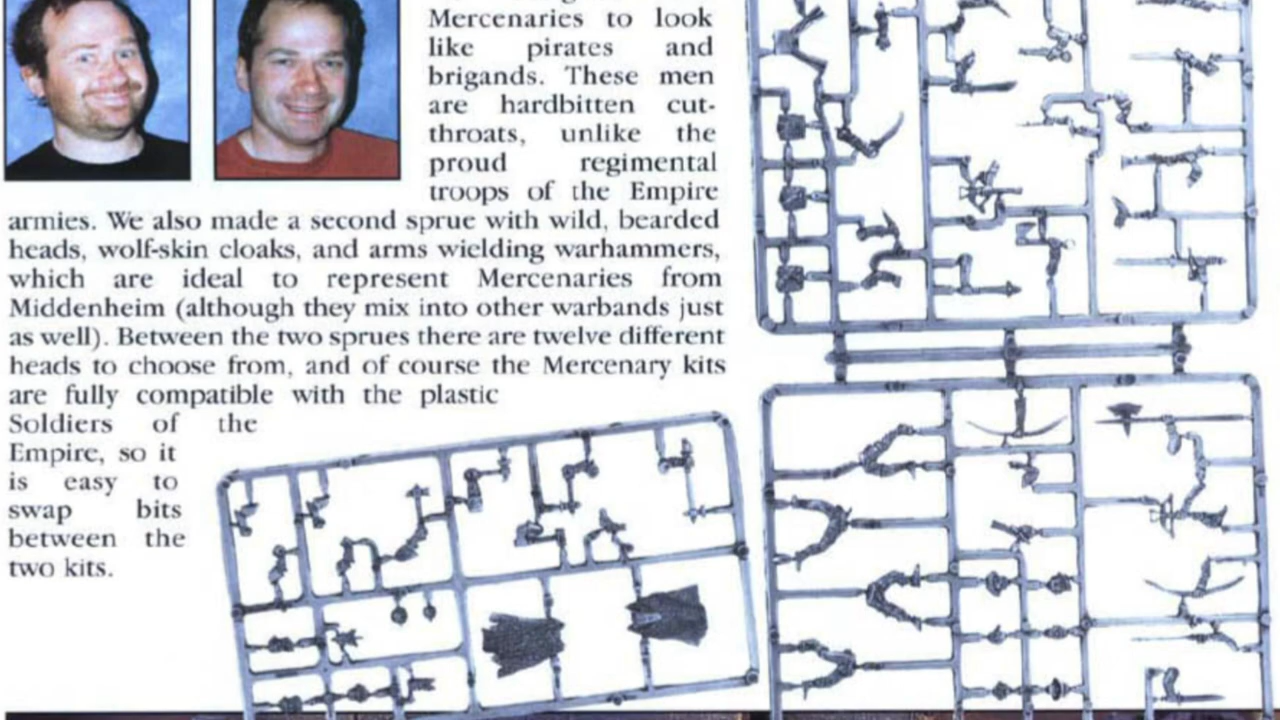 Mercenaries to look
like pirates and
brigands. These men
are hardbitten cut-
throats, unlike the
proud regimental
troops of the Empire
armies. We also made a second sprue with wild, bearded
heads, wolf-skin cloaks, and arms wielding warhammers,
which are ideal to represent Mercenaries from
Middenheim (although they mix into other warbands just
as well). Between the two sprues there are twelve different
heads to choose from, and of course the Mercenary kits
are fully compatible with the plastic
Soldiers of the
Empire, so it
is easy to
swap bits
between the
two kits.